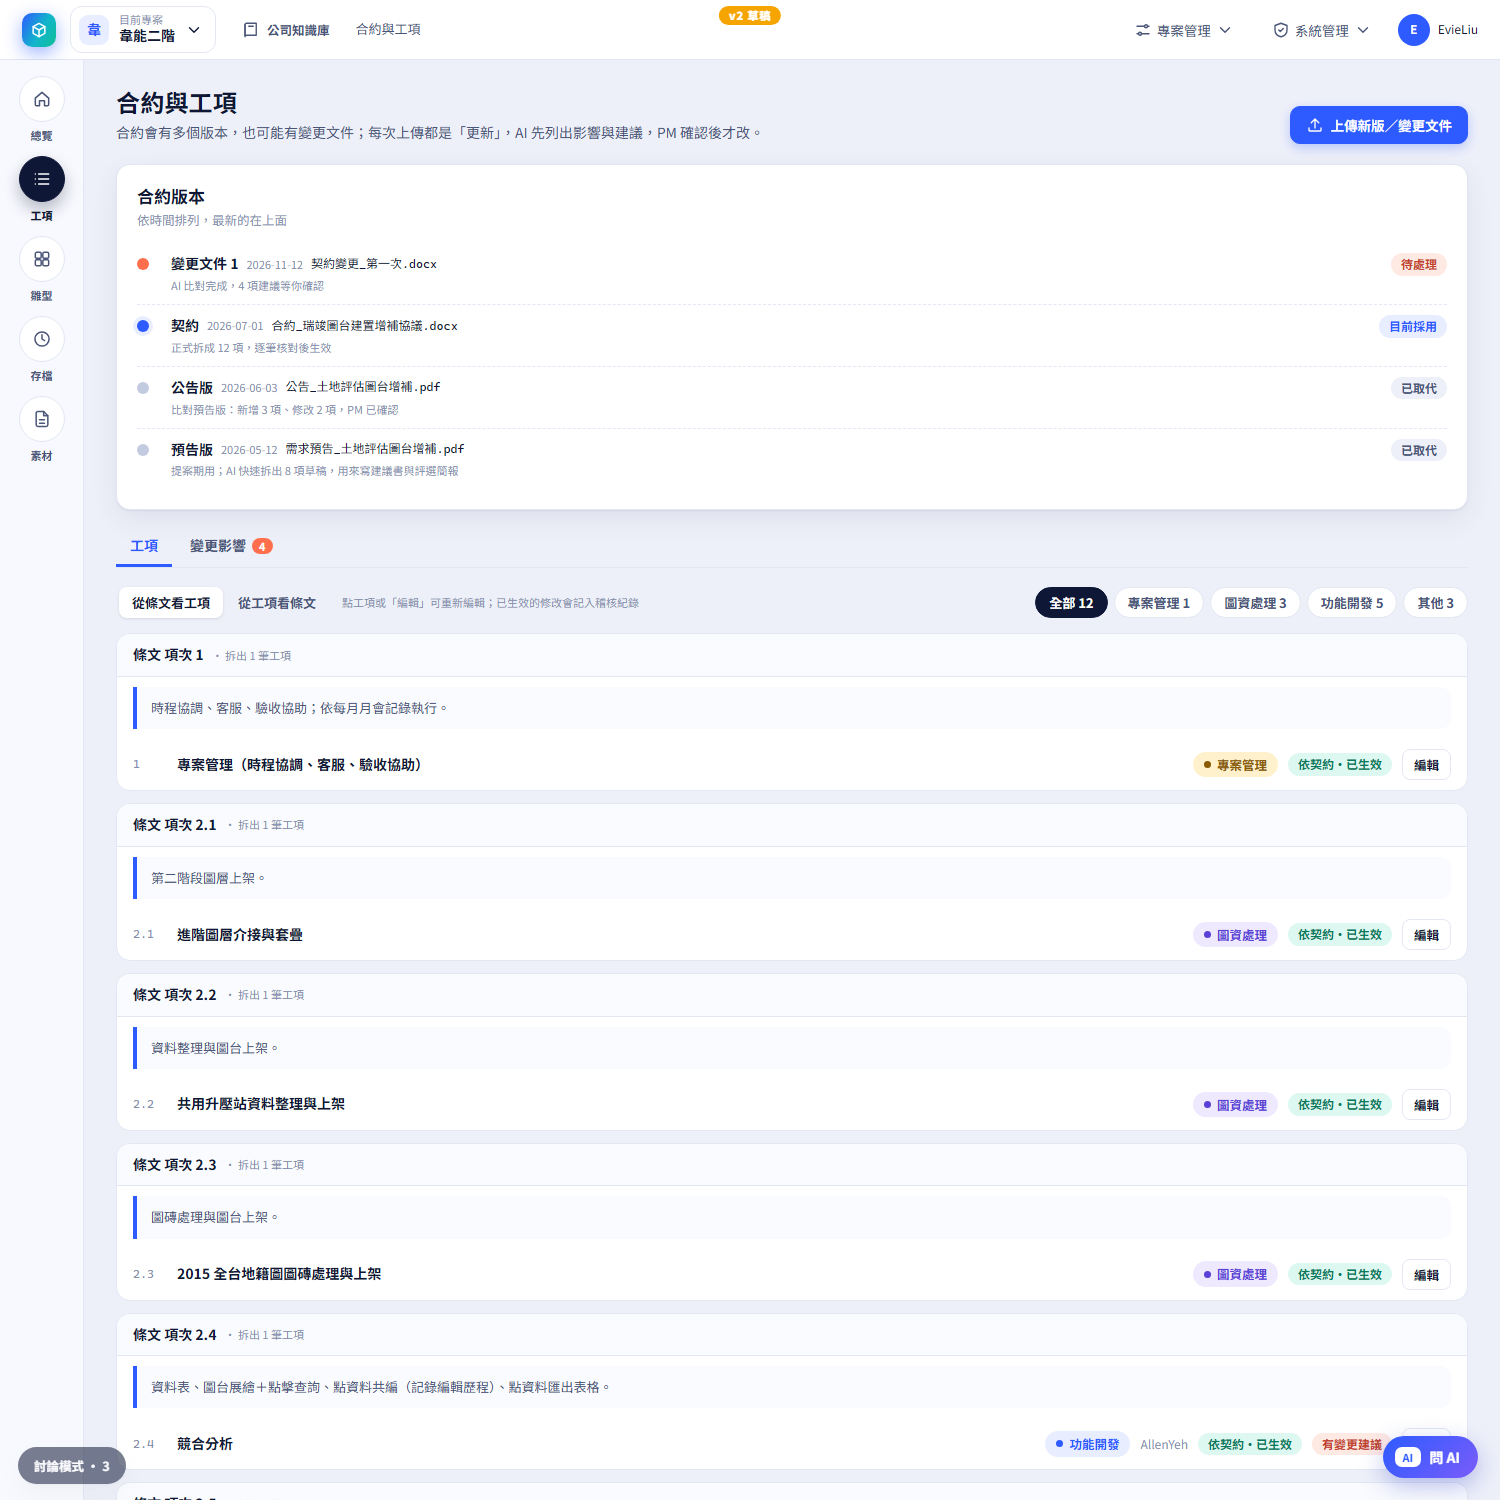 v2 草稿
韋
目前專案
韋能二階
公司知識庫
合約與工項
專案管理
系統管理
E
EvieLiu
總覽
工項
雛型
存檔
素材
合約與工項
合約會有多個版本，也可能有變更文件；每次上傳都是「更新」，AI 先列出影響與建議，PM 確認後才改。
上傳新版／變更文件
合約版本
依時間排列，最新的在上面
變更文件 1 2026-11-12 契約變更_第一次.docx 待處理
AI 比對完成，4 項建議等你確認
契約 2026-07-01 合約_瑞竣圖台建置增補協議.docx 目前採用
正式拆成 12 項，逐筆核對後生效
公告版 2026-06-03 公告_土地評估圖台增補.pdf 已取代
比對預告版：新增 3 項、修改 2 項，PM 已確認
預告版 2026-05-12 需求預告_土地評估圖台增補.pdf 已取代
提案期用；AI 快速拆出 8 項草稿，用來寫建議書與評選簡報
工項 變更影響 4
從條文看工項 從工項看條文 點工項或「編輯」可重新編輯；已生效的修改會記入稽核紀錄 全部 12 專案管理 1 圖資處理 3 功能開發 5 其他 3
條文 項次 1 ・拆出 1 筆工項
時程協調、客服、驗收協助；依每月月會記錄執行。
1 專案管理（時程協調、客服、驗收協助） 專案管理 依契約・已生效 編輯
條文 項次 2.1 ・拆出 1 筆工項
第二階段圖層上架。
2.1 進階圖層介接與套疊 圖資處理 依契約・已生效 編輯
條文 項次 2.2 ・拆出 1 筆工項
資料整理與圖台上架。
2.2 共用升壓站資料整理與上架 圖資處理 依契約・已生效 編輯
條文 項次 2.3 ・拆出 1 筆工項
圖磚處理與圖台上架。
2.3 2015 全台地籍圖圖磚處理與上架 圖資處理 依契約・已生效 編輯
條文 項次 2.4 ・拆出 1 筆工項
資料表、圖台展繪＋點擊查詢、點資料共編（記錄編輯歷程）、點資料匯出表格。
2.4 競合分析 功能開發 AllenYeh 依契約・已生效 有變更建議
討論模式・3
AI 問 AI